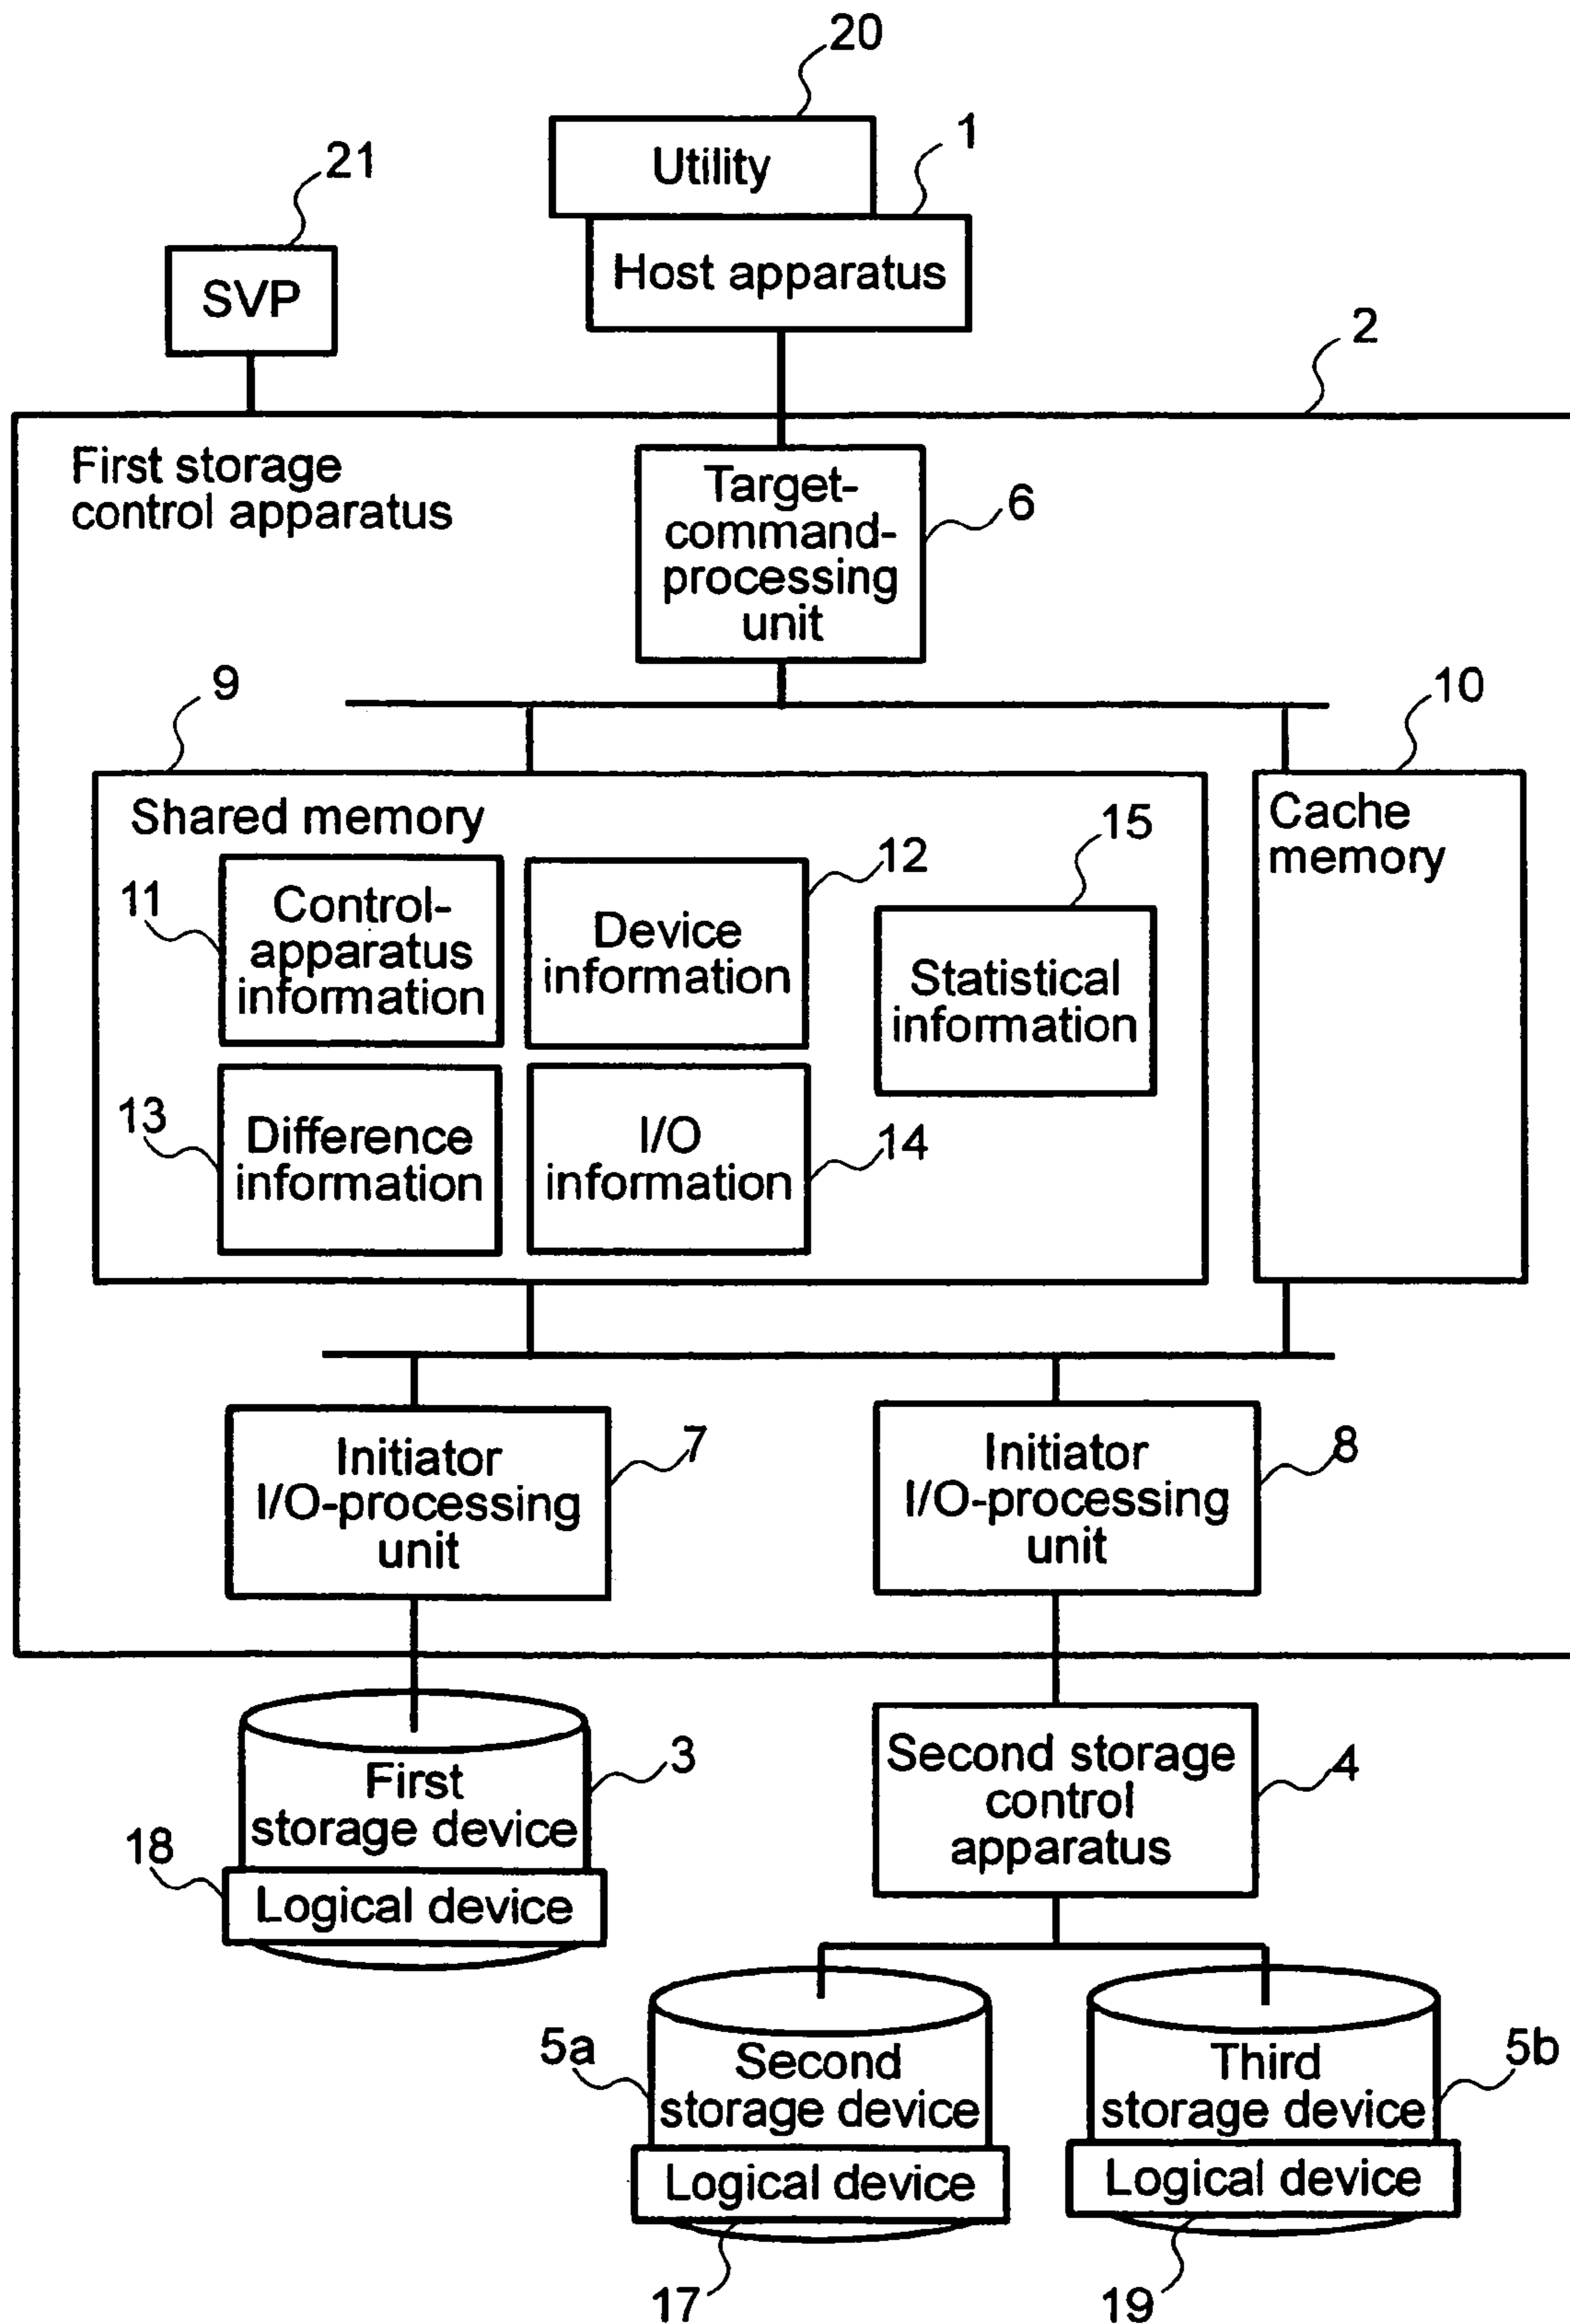 20
Utility
1
21
Host apparatus
SVP
2
First storage
control apparatus
Target-
command-
processing
unit
6
9
10
Shared memory
Cache
memory
15
12
11
Control-
apparatus
information
Device
information
Statistical
information
13
Difference
information
I/O
information
14
Initiator
I/O-processing
unit
7
Initiator
I/O-processing
unit
8
First
storage device
3
18
Logical device
Second storage
control
apparatus
4
5a
Second
storage device
Third
storage device
5b
Logical device
Logical device
17
19